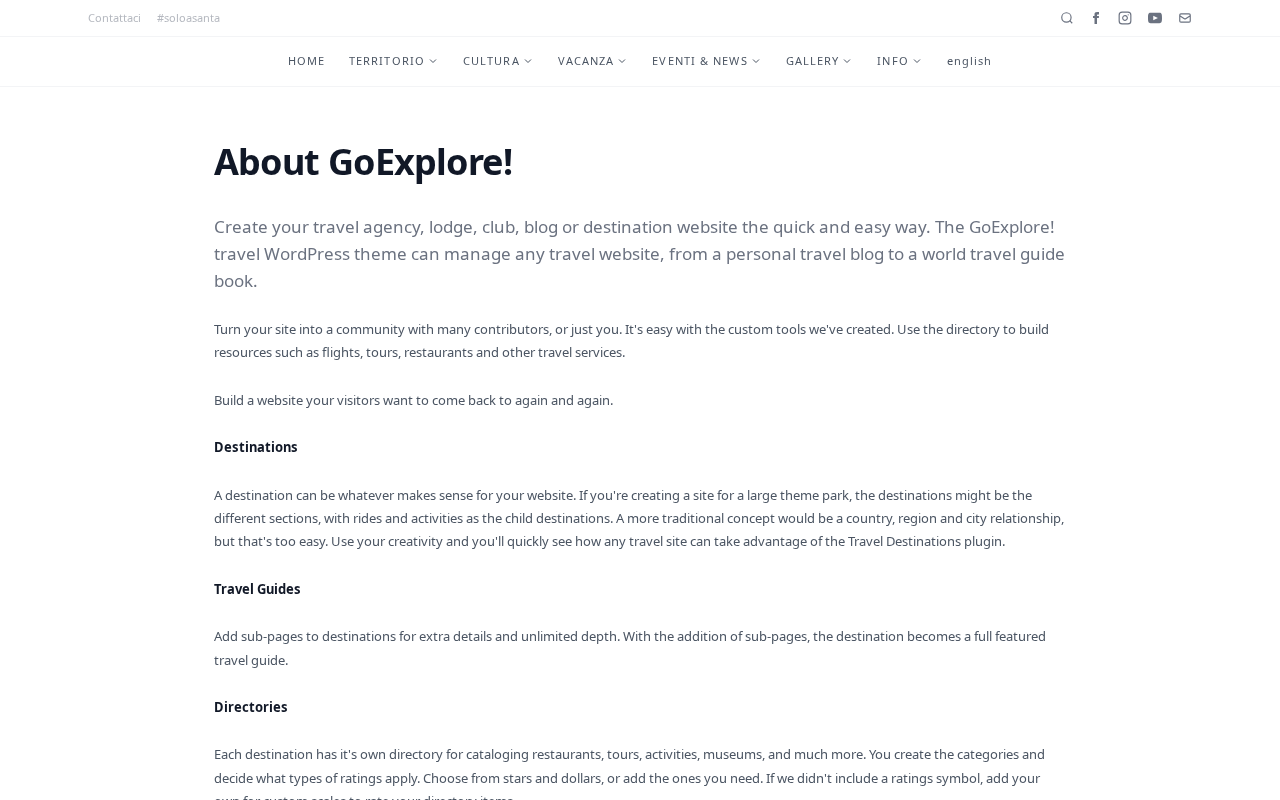 Contattaci #soloasanta
HOME TERRITORIO CULTURA VACANZA EVENTI & NEWS GALLERY INFO english
About GoExplore!
Create your travel agency, lodge, club, blog or destination website the quick and easy way. The GoExplore!
travel WordPress theme can manage any travel website, from a personal travel blog to a world travel guide
book.
Turn your site into a community with many contributors, or just you. It's easy with the custom tools we've created. Use the directory to build
resources such as flights, tours, restaurants and other travel services.
Build a website your visitors want to come back to again and again.
Destinations
A destination can be whatever makes sense for your website. If you're creating a site for a large theme park, the destinations might be the
different sections, with rides and activities as the child destinations. A more traditional concept would be a country, region and city relationship,
but that's too easy. Use your creativity and you'll quickly see how any travel site can take advantage of the Travel Destinations plugin.
Travel Guides
Add sub-pages to destinations for extra details and unlimited depth. With the addition of sub-pages, the destination becomes a full featured
travel guide.
Directories
Each destination has it's own directory for cataloging restaurants, tours, activities, museums, and much more. You create the categories and
decide what types of ratings apply. Choose from stars and dollars, or add the ones you need. If we didn't include a ratings symbol, add your
own for custom scales to rate your directory items.